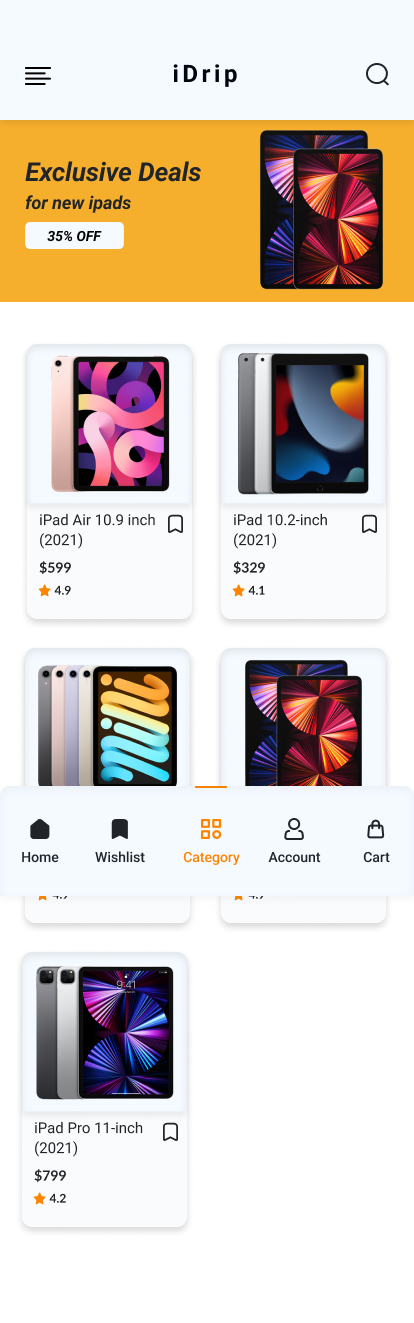 iDrip
Exclusive Deals
for new ipads
35% OFF
iPad Air 10.9 inch
(2021)
$599
4.9
iPad 10.2-inch
(2021)
$329
4.1
Home
Wishlist
Category
Account
Cart
9:41
iPad Pro 11-inch
(2021)
$799
4.2